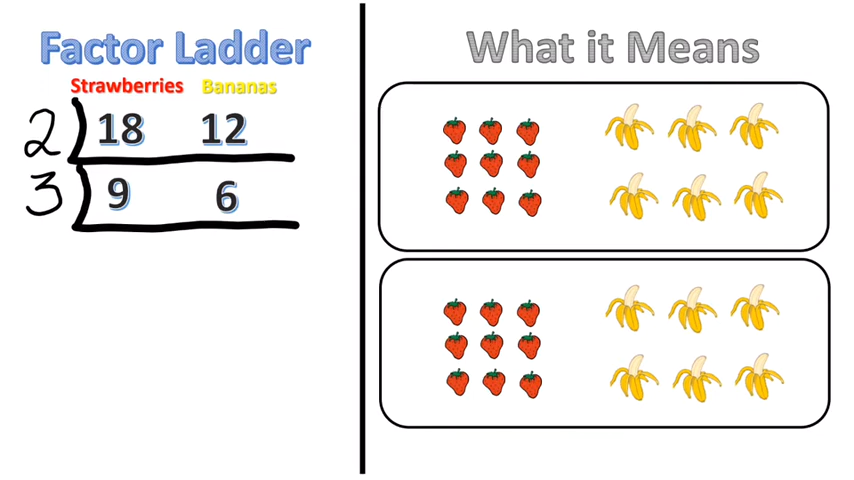 Factor Ladder
Strawberries Bananas
2 18 12
3 9 6
What it Means